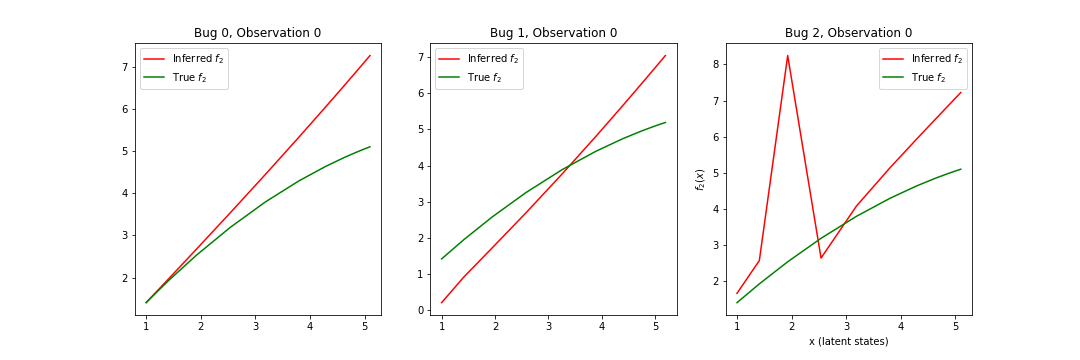 Bug 0, Observation 0
Inferred f₂
True f₂
7
6
5
4
3
2
1 2 3 4 5
Bug 1, Observation 0
Inferred f₂
True f₂
7
6
5
4
3
2
1
0
1 2 3 4 5
Bug 2, Observation 0
Inferred f₂
True f₂
f₂(x)
8
7
6
5
4
3
2
1 2 3 4 5
x (latent states)